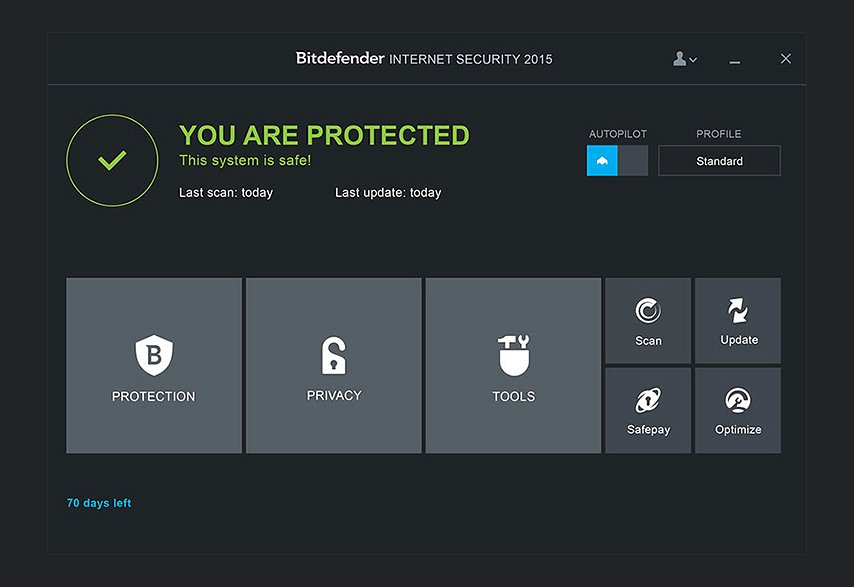 Bitdefender INTERNET SECURITY 2015
YOU ARE PROTECTED
This system is safe!
Last scan: today Last update: today
AUTOPILOT PROFILE
Standard
B
PROTECTION
PRIVACY
TOOLS
Scan
Update
Safepay
Optimize
70 days left